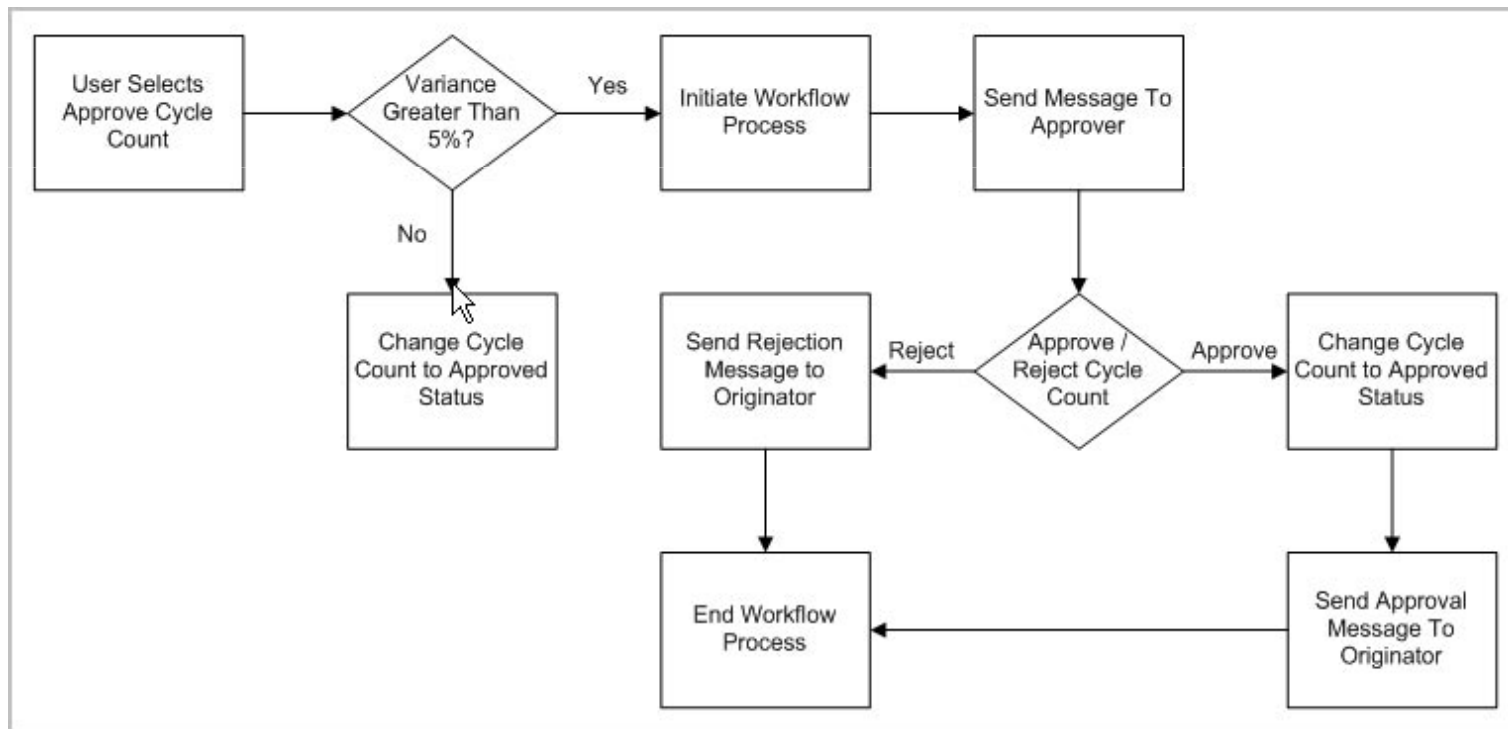 User Selects
Approve Cycle
Count
Variance
Greater Than
5%?
Yes
Initiate Workflow
Process
Send Message To
Approver
No
Change Cycle
Count to Approved
Status
Send Rejection
Message to
Originator
Reject
Approve /
Reject Cycle
Count
Approve
Change Cycle
Count to Approved
Status
End Workflow
Process
Send Approval
Message To
Originator